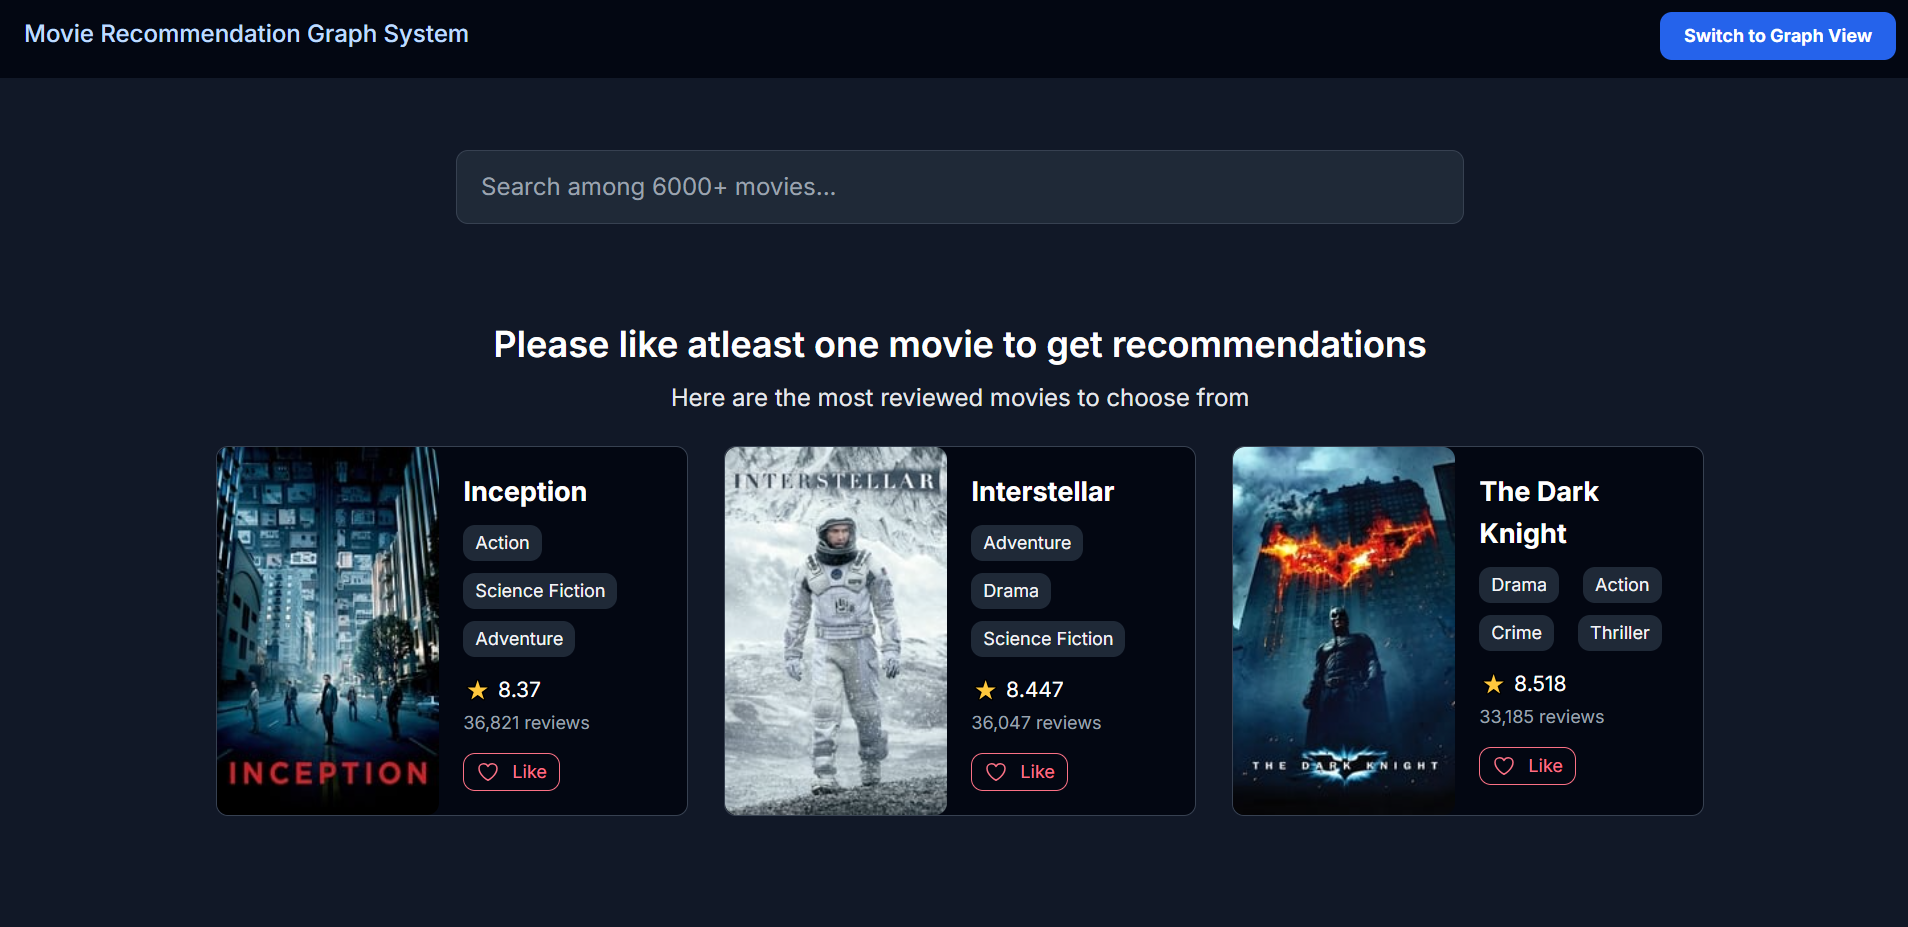 Movie Recommendation Graph System
Switch to Graph View
Search among 6000+ movies...
Please like atleast one movie to get recommendations
Here are the most reviewed movies to choose from
INCEPTION
Inception
Action
Science Fiction
Adventure
8.37
36,821 reviews
Like
INTERSTELLAR
Interstellar
Adventure
Drama
Science Fiction
8.447
36,047 reviews
Like
THE DARK KNIGHT
The Dark
Knight
Drama Action
Crime Thriller
8.518
33,185 reviews
Like